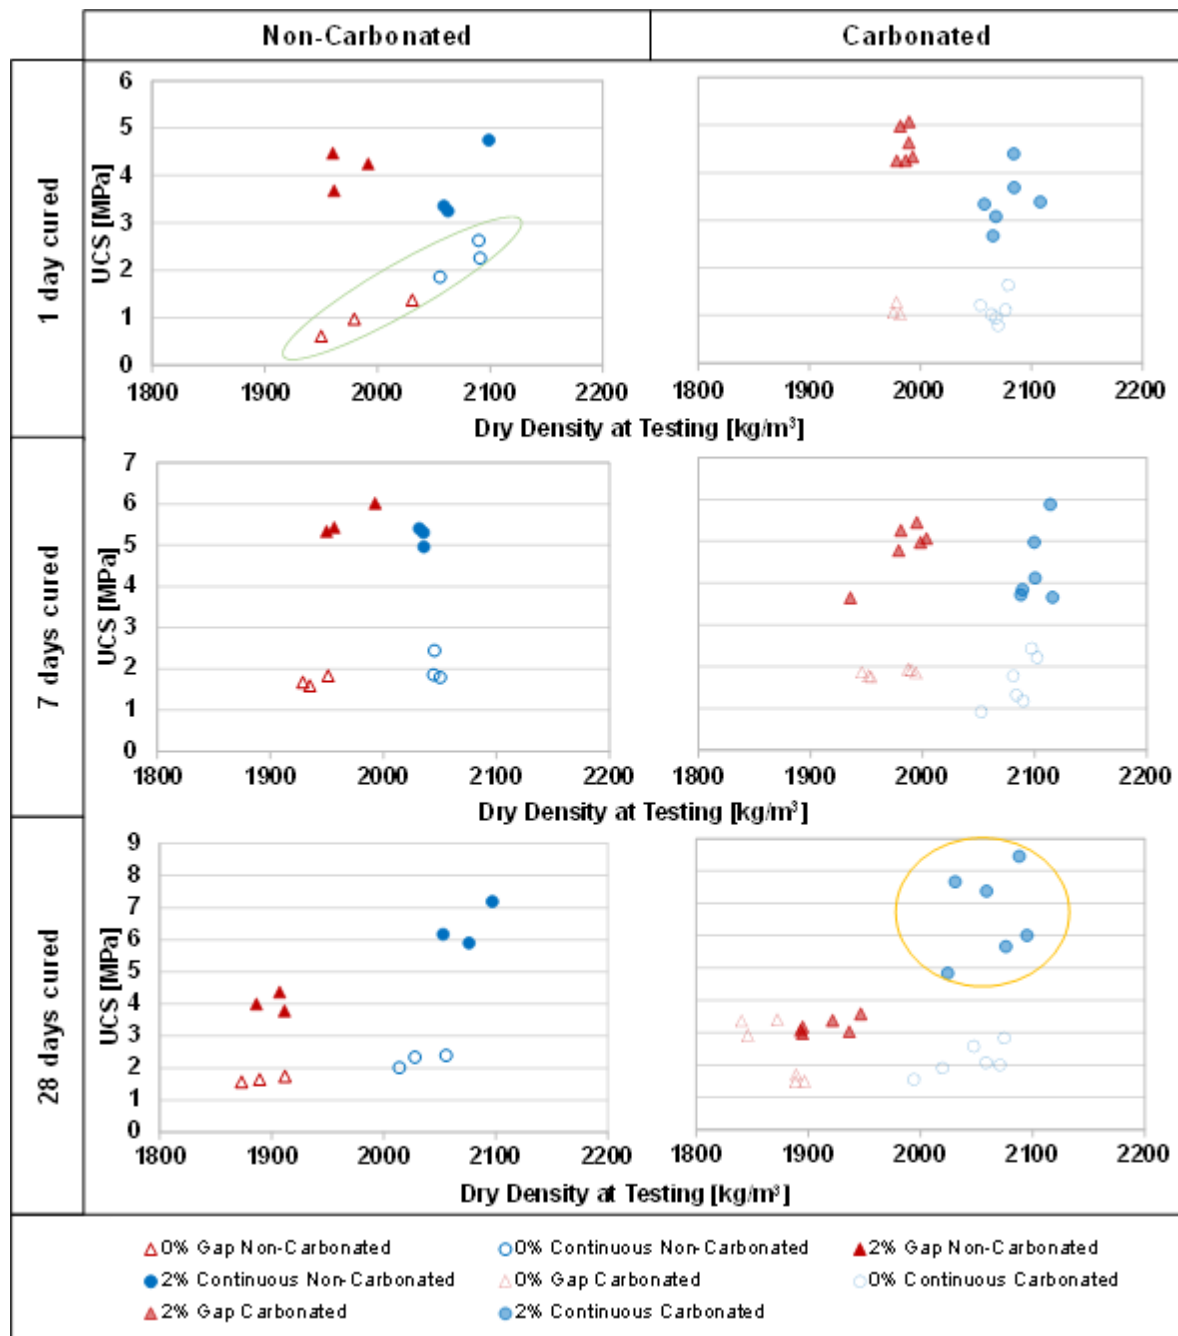 Non-Carbonated Carbonated
1 day cured
UCS [MPa]
6
5
4
3
2
1
0
1800 1900 2000 2100 2200 1800 1900 2000 2100 2200
Dry Density at Testing [kg/m³]
7 days cured
UCS [MPa]
7
6
5
4
3
2
1
0
1800 1900 2000 2100 2200 1800 1900 2000 2100 2200
Dry Density at Testing [kg/m³]
28 days cured
UCS [MPa]
9
8
7
6
5
4
3
2
1
0
1800 1900 2000 2100 2200 1800 1900 2000 2100 2200
Dry Density at Testing [kg/m³]
0% Gap Non-Carbonated 0% Continuous Non-Carbonated 2% Gap Non-Carbonated
2% Continuous Non-Carbonated 0% Gap Carbonated 0% Continuous Carbonated
2% Gap Carbonated 2% Continuous Carbonated